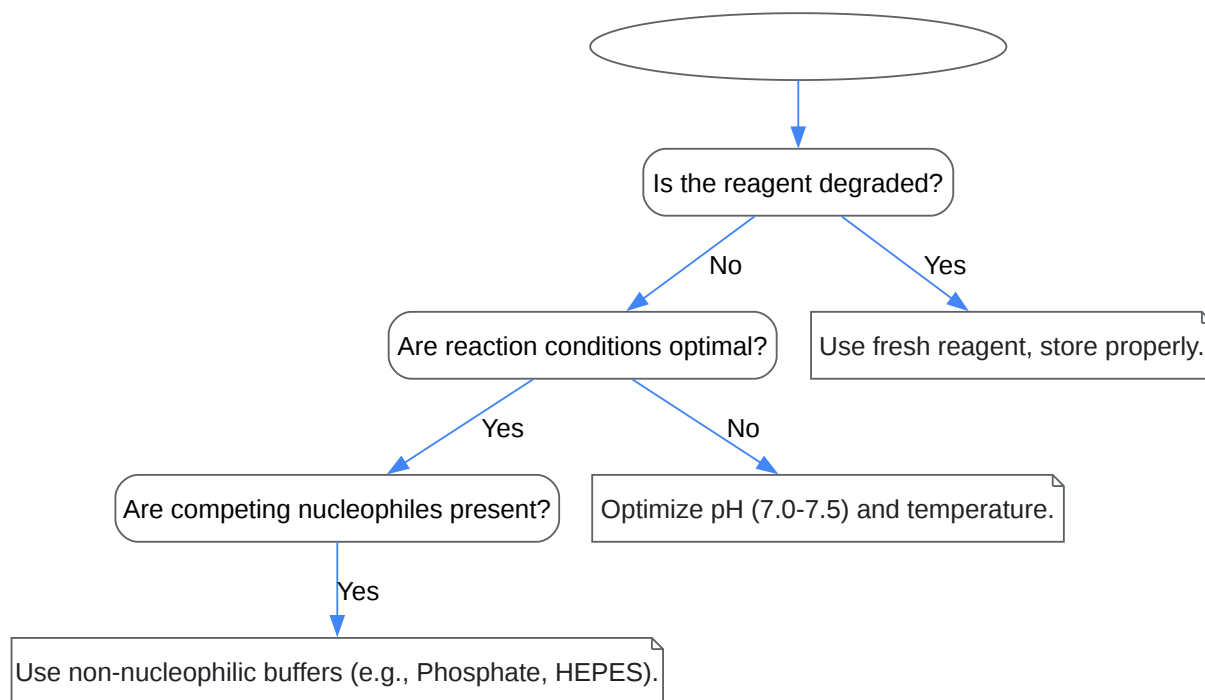 Is the reagent degraded?
No
Yes
Are reaction conditions optimal?
Use fresh reagent, store properly.
Yes
No
Are competing nucleophiles present?
Optimize pH (7.0-7.5) and temperature.
Yes
Use non-nucleophilic buffers (e.g., Phosphate, HEPES).